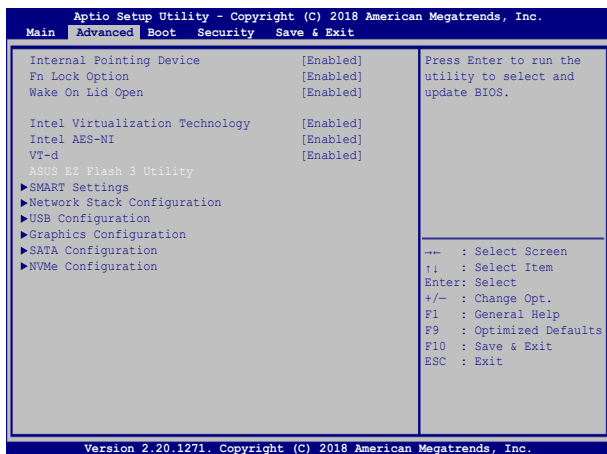 Aptio Setup Utility - Copyright (C) 2018 American Megatrends, Inc.
Main Advanced Boot Security Save & Exit
Internal Pointing Device [Enabled]
Fn Lock Option [Enabled]
Wake On Lid Open [Enabled]
Intel Virtualization Technology [Enabled]
Intel AES-NI [Enabled]
VT-d [Enabled]
ASUS EZ Flash 3 Utility
▶SMART Settings
▶Network Stack Configuration
▶USB Configuration
▶Graphics Configuration
▶SATA Configuration
▶NVMe Configuration
Press Enter to run the
utility to select and
update BIOS.
→← : Select Screen
↑↓ : Select Item
Enter: Select
+/— : Change Opt.
F1 : General Help
F9 : Optimized Defaults
F10 : Save & Exit
ESC : Exit
Version 2.20.1271. Copyright (C) 2018 American Megatrends, Inc.